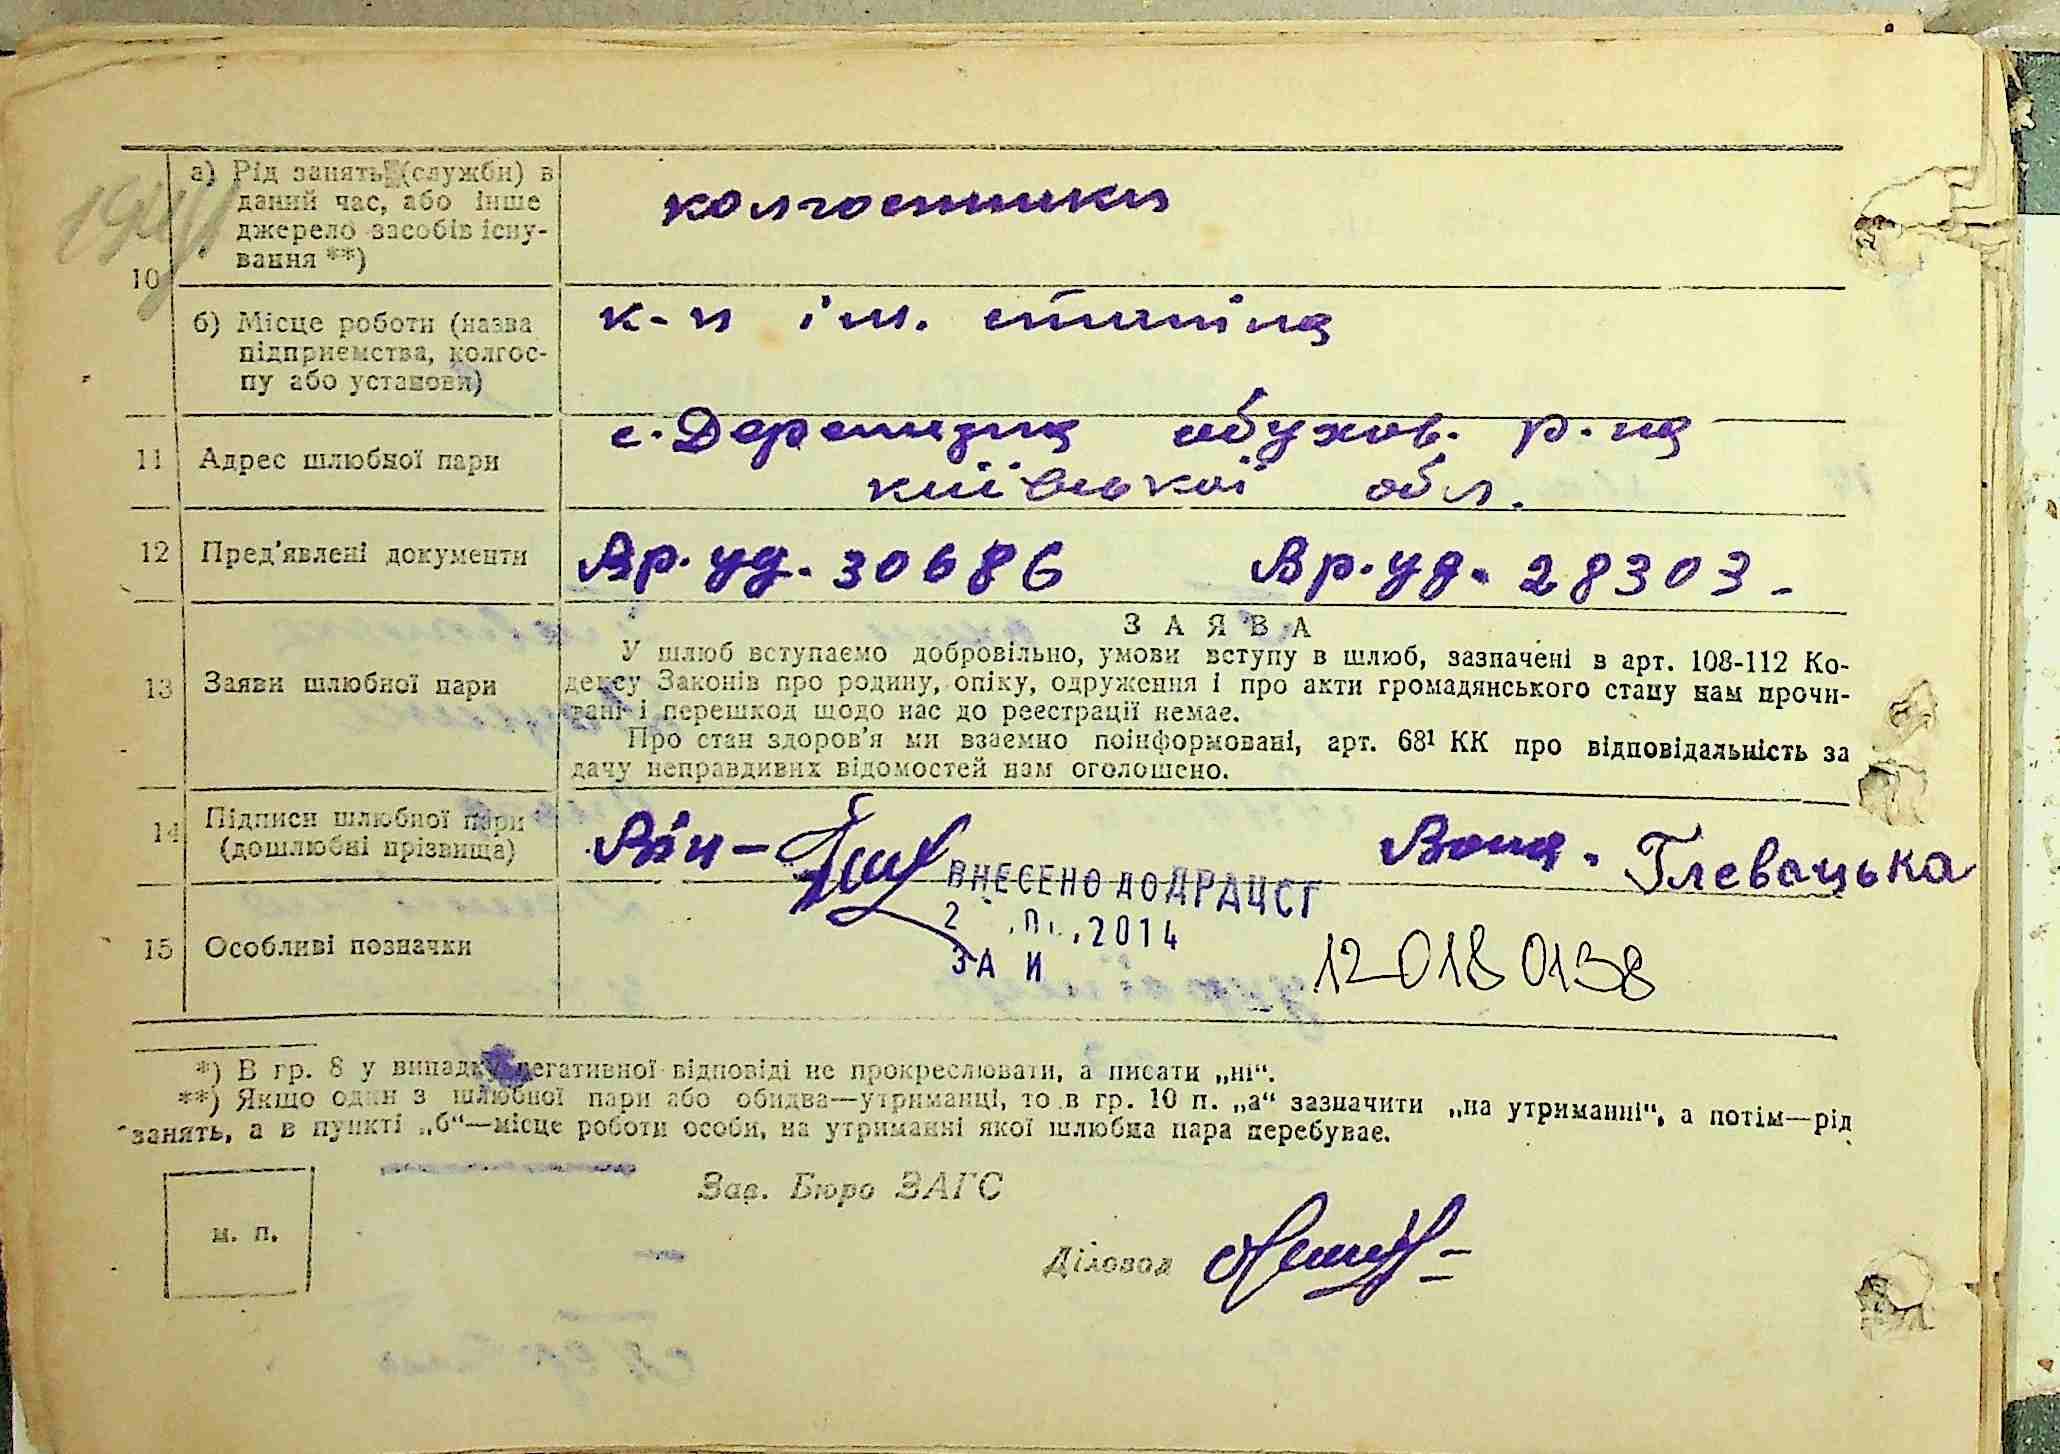 а) Рід занять (служби) в
даний час, або інше
джерело засобів існу-
вання **)
10
колгоспники
б) Місце роботи (назва
підприємства, колгос-
пу або установи)
к-п ім. сталіна
11 Адрес шлюбної пари
с. Деремизна обухов. р-на
київської обл.
12 Пред'явлені документи
Вр. уд. 30686 Вр. уд. 28303 -
13 Заяви шлюбної пари
ЗАЯВА
У шлюб вступаємо добровільно, умови вступу в шлюб, зазначені в арт. 108-112 Ко-
дексу Законів про родину, опіку, одруження і про акти громадянського стану нам прочи-
тані і перешкод щодо нас до реєстрації немає.
Про стан здоров'я ми взаємно поінформовані, арт. 68¹ КК про відповідальність за
дачу неправдивих відомостей нам оголошено.
14 Підписи шлюбної пари
(дошлюбні прізвища)
Він - Вона - Глевацька
ВНЕСЕНО ДО ДРАЦСГ
2014
ЗА И
15 Особливі позначки
120180138
*) В гр. 8 у випадку негативної відповіді не прокреслювати, а писати „ні“.
**) Якщо один з шлюбної пари або обидва—утриманці, то в гр. 10 п. „а“ зазначити „на утриманні“, а потім—рід
занять, а в пункті „б“—місце роботи особи, на утриманні якої шлюбна пара перебуває.
м. п.
Зав. Бюро ЗАГС
Діловод